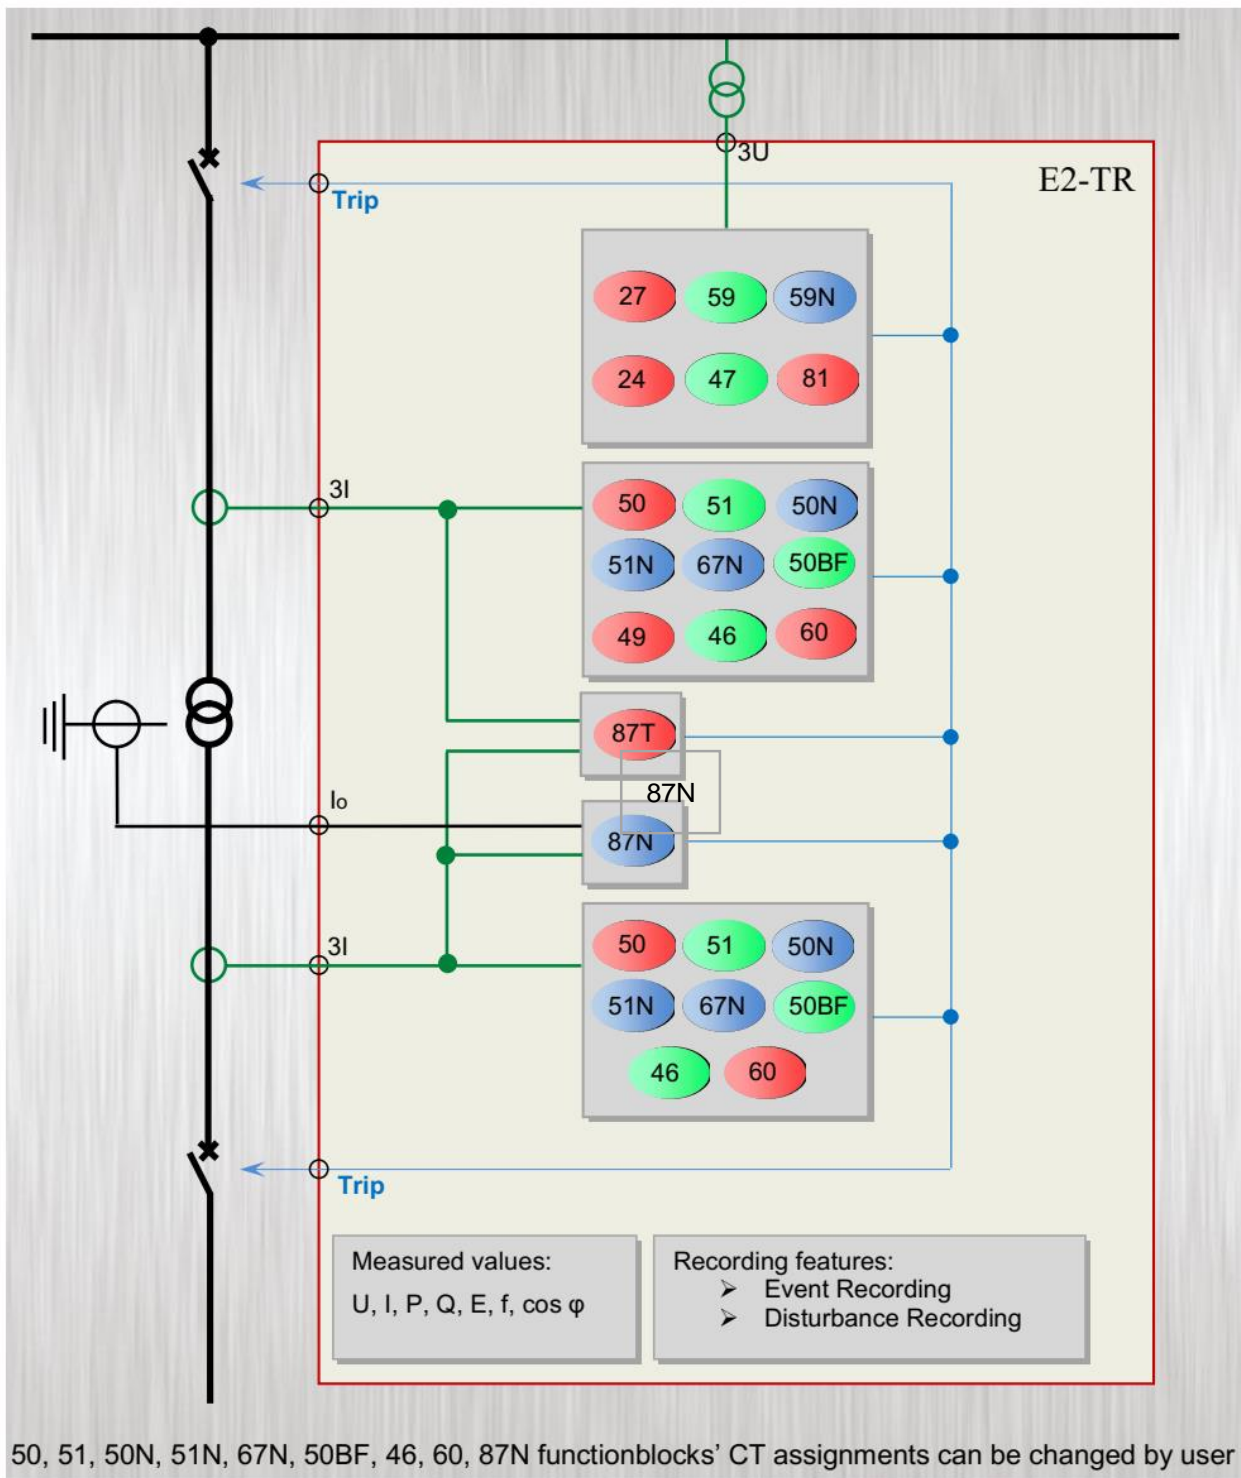 3U
E2-TR
Trip
27 59 59N
24 47 81
3I
50 51 50N
51N 67N 50BF
49 46 60
87T
87N
Io
87N
3I
50 51 50N
51N 67N 50BF
46 60
Trip
Measured values:
U, I, P, Q, E, f, cos φ
Recording features:
➢ Event Recording
➢ Disturbance Recording
50, 51, 50N, 51N, 67N, 50BF, 46, 60, 87N functionblocks’ CT assignments can be changed by user